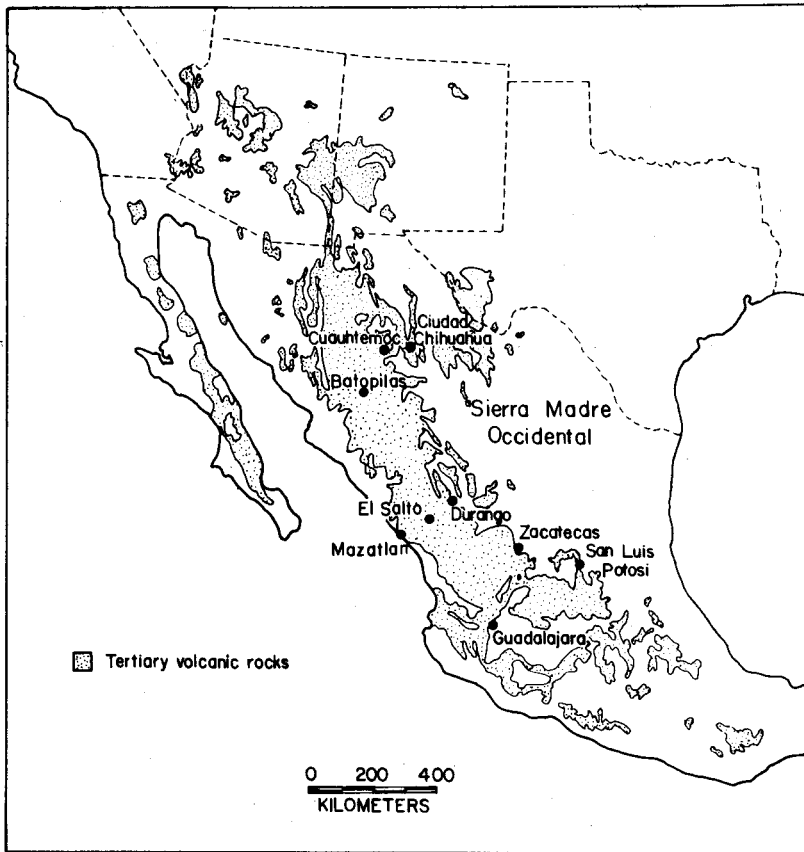 Ciudad
Cuauhtemoc
Chihuahua
Batopilas
Sierra Madre
Occidental
El Salto
Durango
Mazatlan
Zacatecas
San Luis
Potosi
Guadalajara
Tertiary volcanic rocks
0 200 400
KILOMETERS